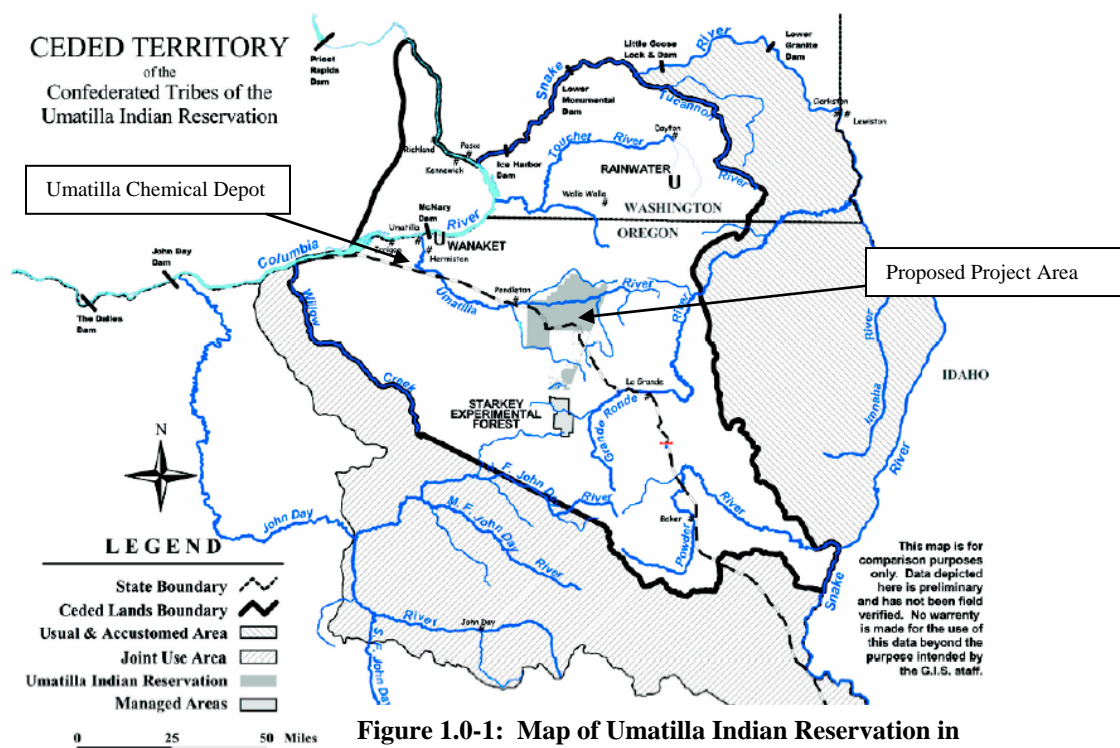 CEDED TERRITORY
of the
Confederated Tribes of the
Umatilla Indian Reservation
Priest
Rapids
Dam
Little Goose
Lock & Dam
Lower
Granite Dam
Snake
Lower
Monumental
Dam
Tucannon
River
Clarkston
Lewiston
Richland
Pasco
Kennewick
Ice Harbor
Dam
Touchet
River
Dayton
RAINWATER
U
Walla Walla
WASHINGTON
OREGON
Umatilla Chemical Depot
McNary
Dam
River
Umatilla
U
WANAKET
Hermiston
Columbia
John Day
Dam
The Dalles
Dam
Willow
Creek
Umatilla
Pendleton
River
River
Proposed Project Area
River
Imnaha
River
IDAHO
La Grande
STARKEY
EXPERIMENTAL
FOREST
Grande Ronde
N
F. John Day
River
M. F. John Day
River
John Day
Baker
Powder
River
Snake
River
John Day
S. F. John Day
LEGEND
State Boundary
Ceded Lands Boundary
Usual & Accustomed Area
Joint Use Area
Umatilla Indian Reservation
Managed Areas
0 25 50 Miles
This map is for
comparison purposes
only. Data depicted
here is preliminary
and has not been field
verified. No warrenty
is made for the use of
this data beyond the
purpose intended by
the G.I.S. staff.
Figure 1.0-1: Map of Umatilla Indian Reservation in